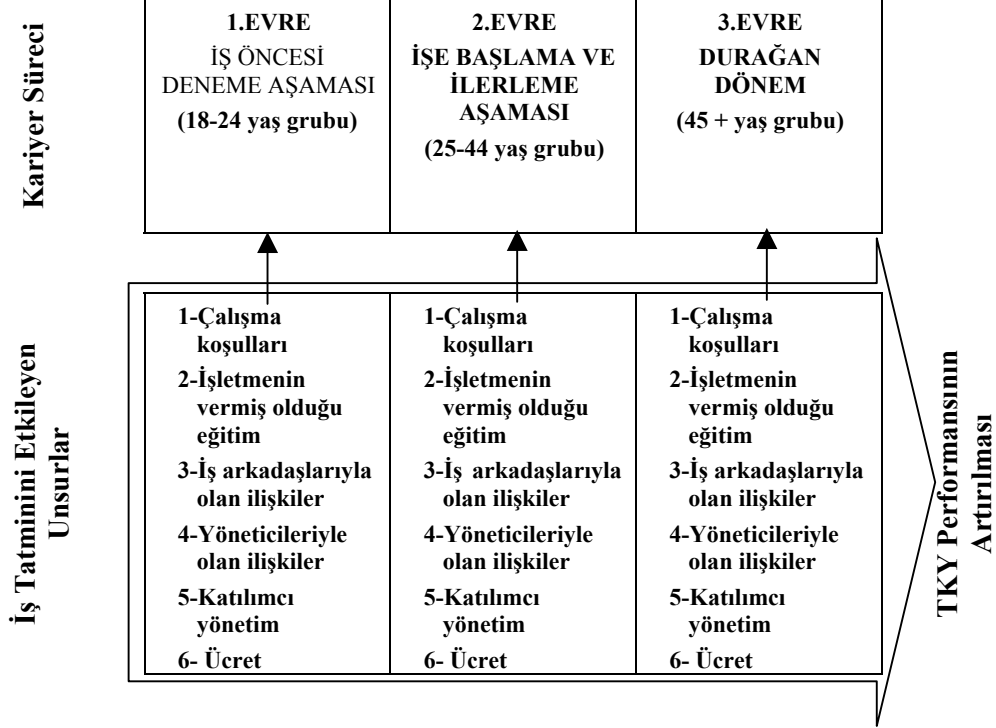 Kariyer Süreci
1.EVRE
İŞ ÖNCESİ
DENEME AŞAMASI
(18-24 yaş grubu)
2.EVRE
İŞE BAŞLAMA VE
İLERLEME
AŞAMASI
(25-44 yaş grubu)
3.EVRE
DURAĞAN
DÖNEM
(45 + yaş grubu)
İş Tatminini Etkileyen
Unsurlar
1-Çalışma
koşulları
2-İşletmenin
vermiş olduğu
eğitim
3-İş arkadaşlarıyla
olan ilişkiler
4-Yöneticileriyle
olan ilişkiler
5-Katılımcı
yönetim
6- Ücret
1-Çalışma
koşulları
2-İşletmenin
vermiş olduğu
eğitim
3-İş arkadaşlarıyla
olan ilişkiler
4-Yöneticileriyle
olan ilişkiler
5-Katılımcı
yönetim
6- Ücret
1-Çalışma
koşulları
2-İşletmenin
vermiş olduğu
eğitim
3-İş arkadaşlarıyla
olan ilişkiler
4-Yöneticileriyle
olan ilişkiler
5-Katılımcı
yönetim
6- Ücret
TKY Performansının
Artırılması